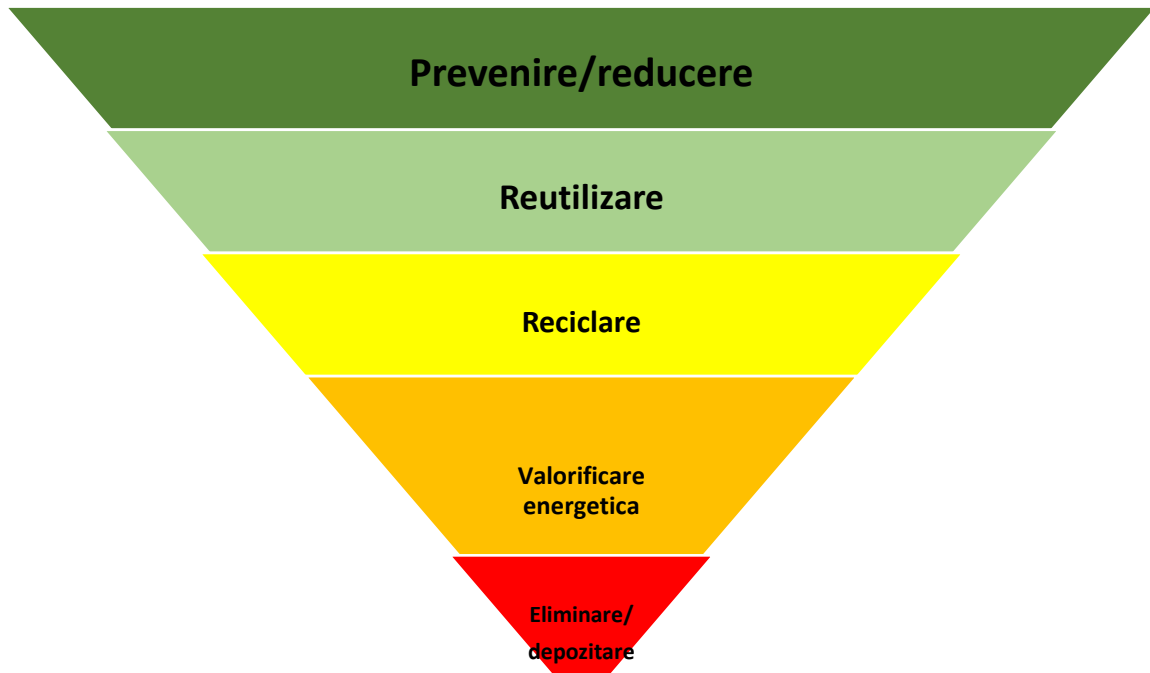 Prevenire/reducere
Reutilizare
Reciclare
Valorificare
energetica
Eliminare/
depozitare